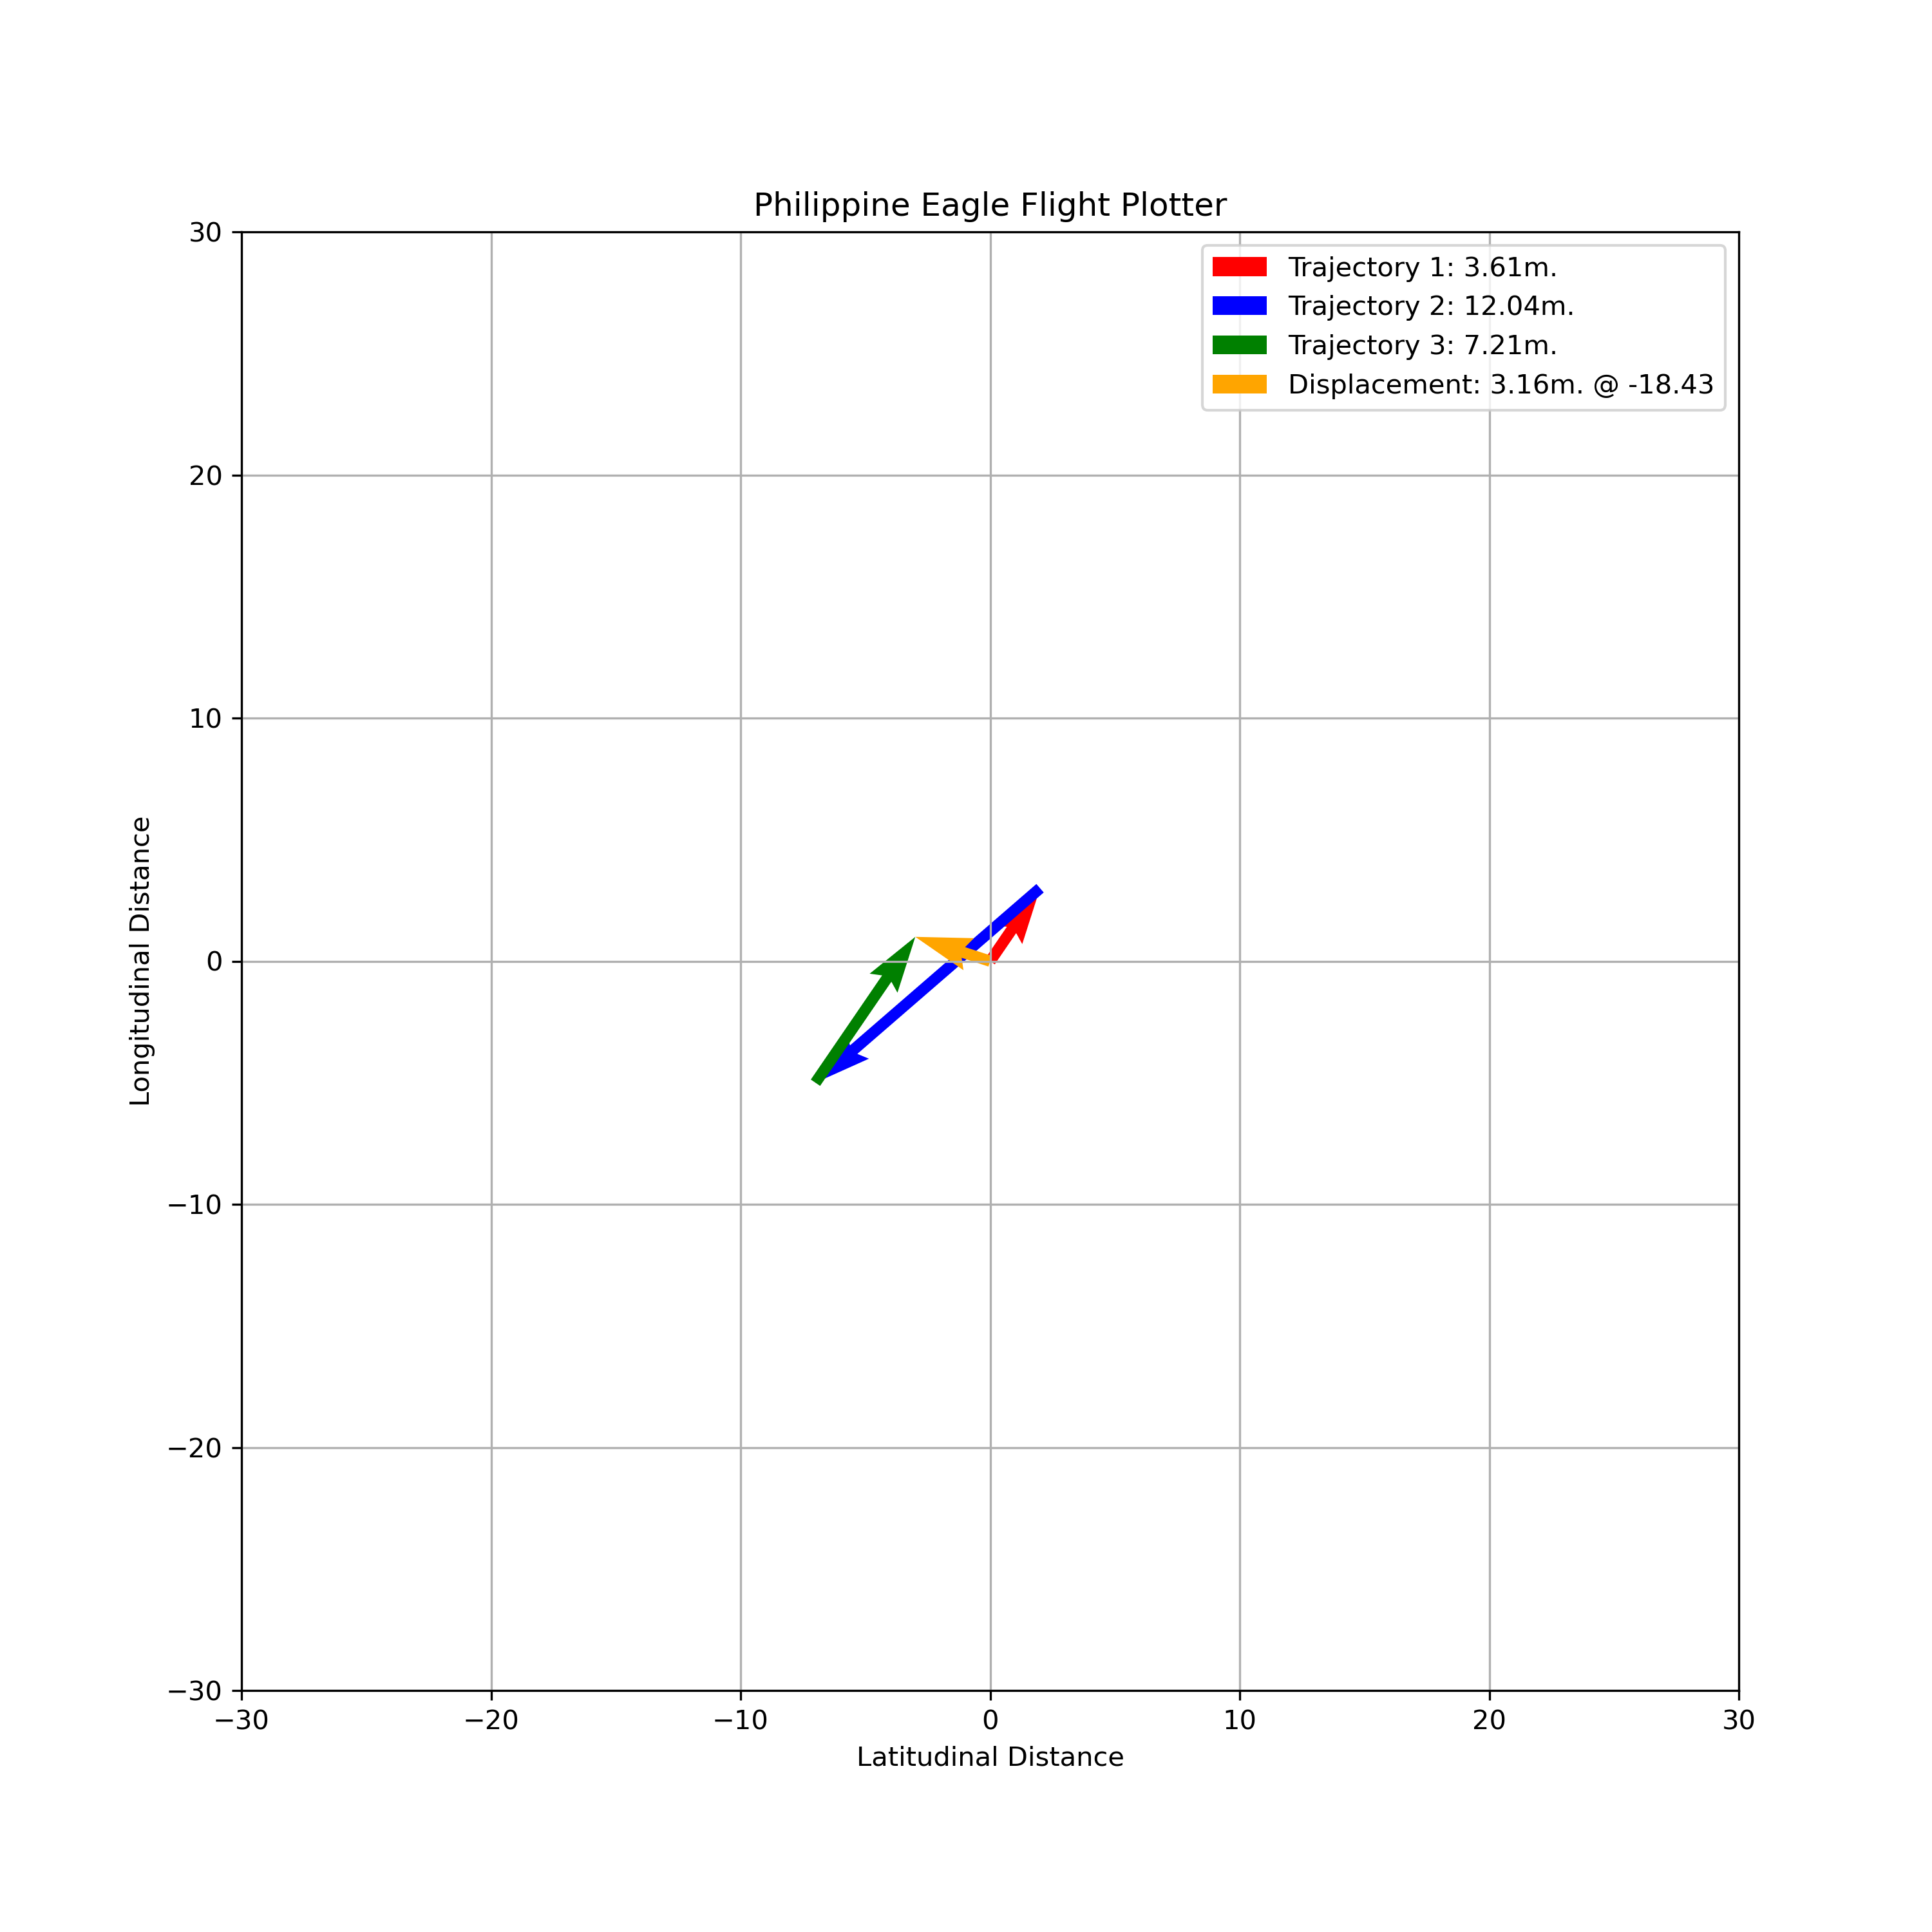 Philippine Eagle Flight Plotter
Trajectory 1: 3.61m.
Trajectory 2: 12.04m.
Trajectory 3: 7.21m.
Displacement: 3.16m. @ -18.43
Longitudinal Distance
30
20
10
0
−10
−20
−30
−30 −20 −10 0 10 20 30
Latitudinal Distance